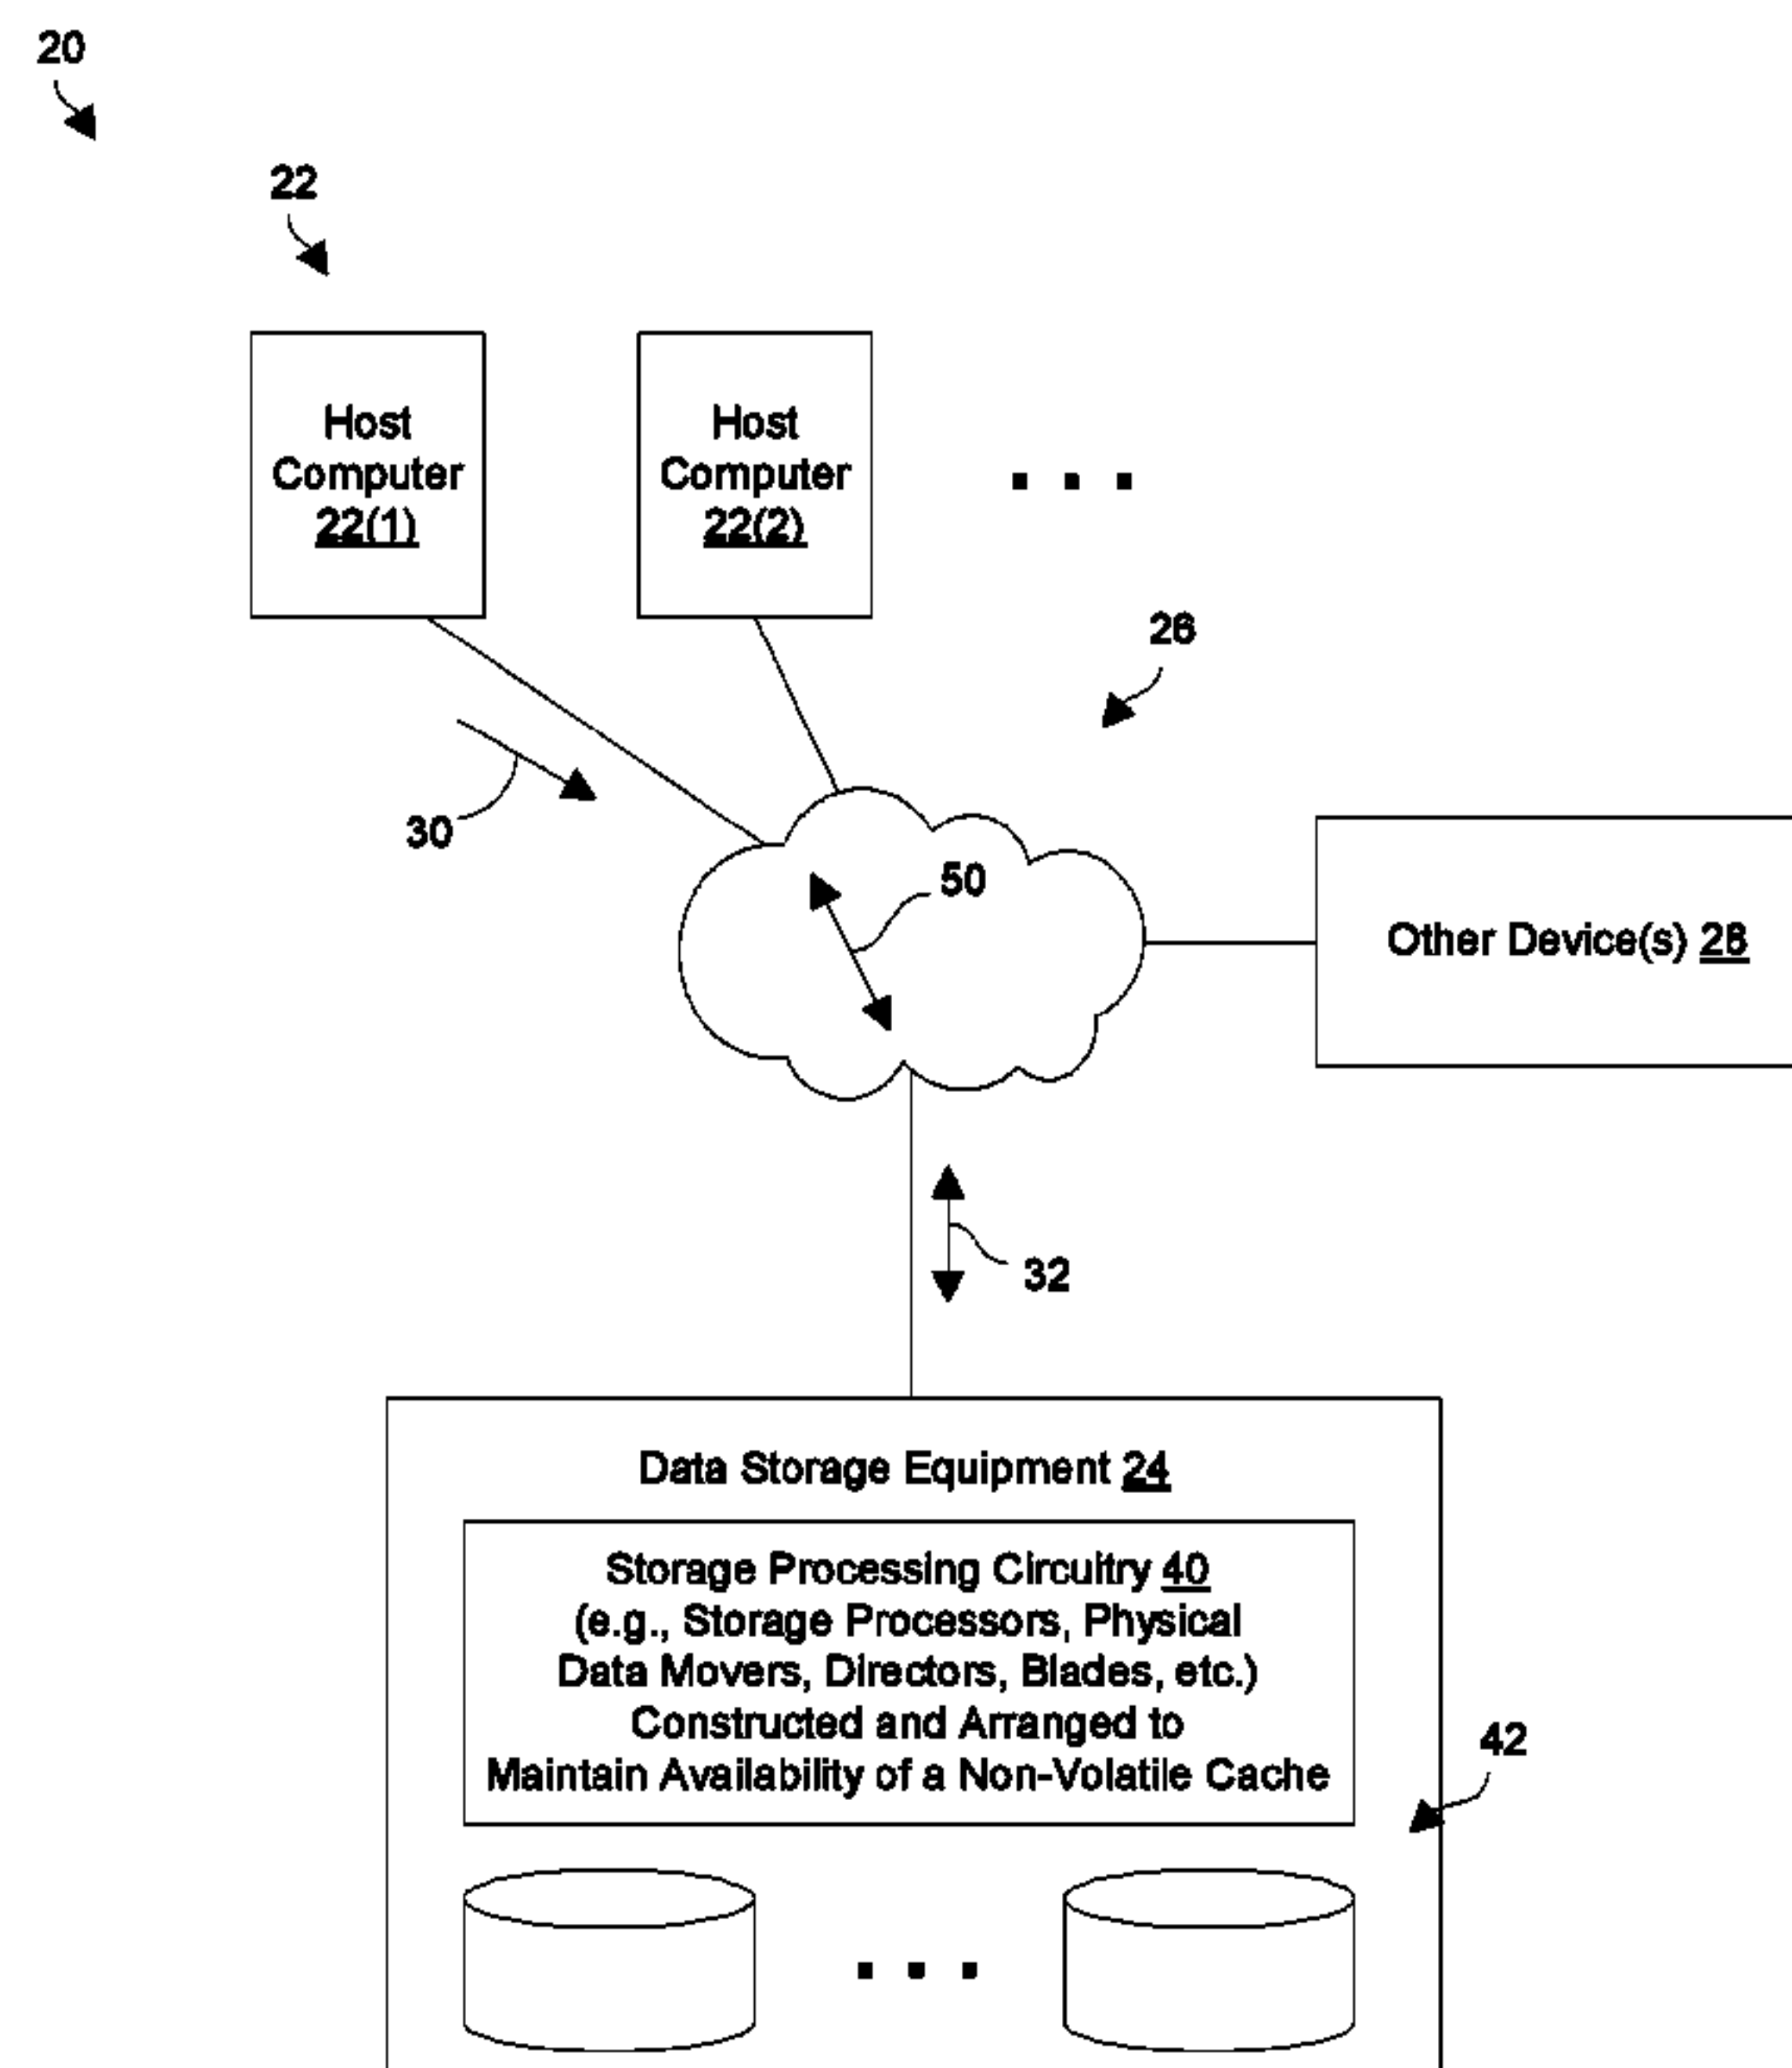 20
22
Host
Computer
22(1)
Host
Computer
22(2)
. . .
26
30
50
Other Device(s) 28
32
Data Storage Equipment 24
Storage Processing Circuitry 40
(e.g., Storage Processors, Physical
Data Movers, Directors, Blades, etc.)
Constructed and Arranged to
Maintain Availability of a Non-Volatile Cache
42
. . .